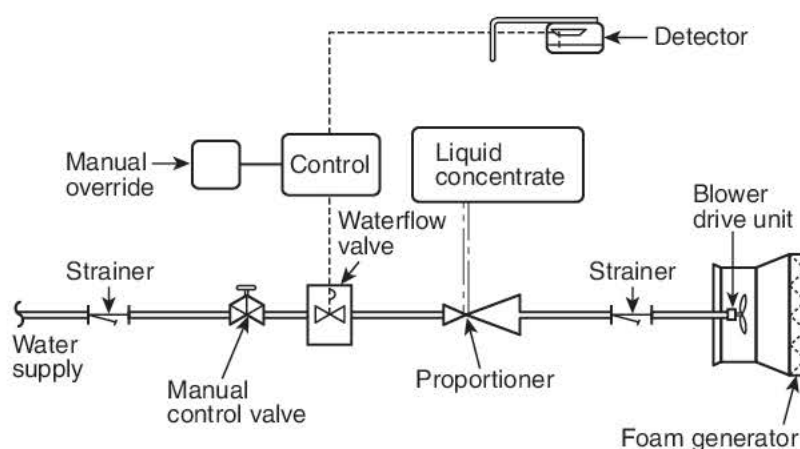 Detector
Manual
override
Control
Liquid
concentrate
Waterflow
valve
Blower
drive unit
Strainer
Strainer
Water
supply
Manual
control valve
Proportioner
Foam generator